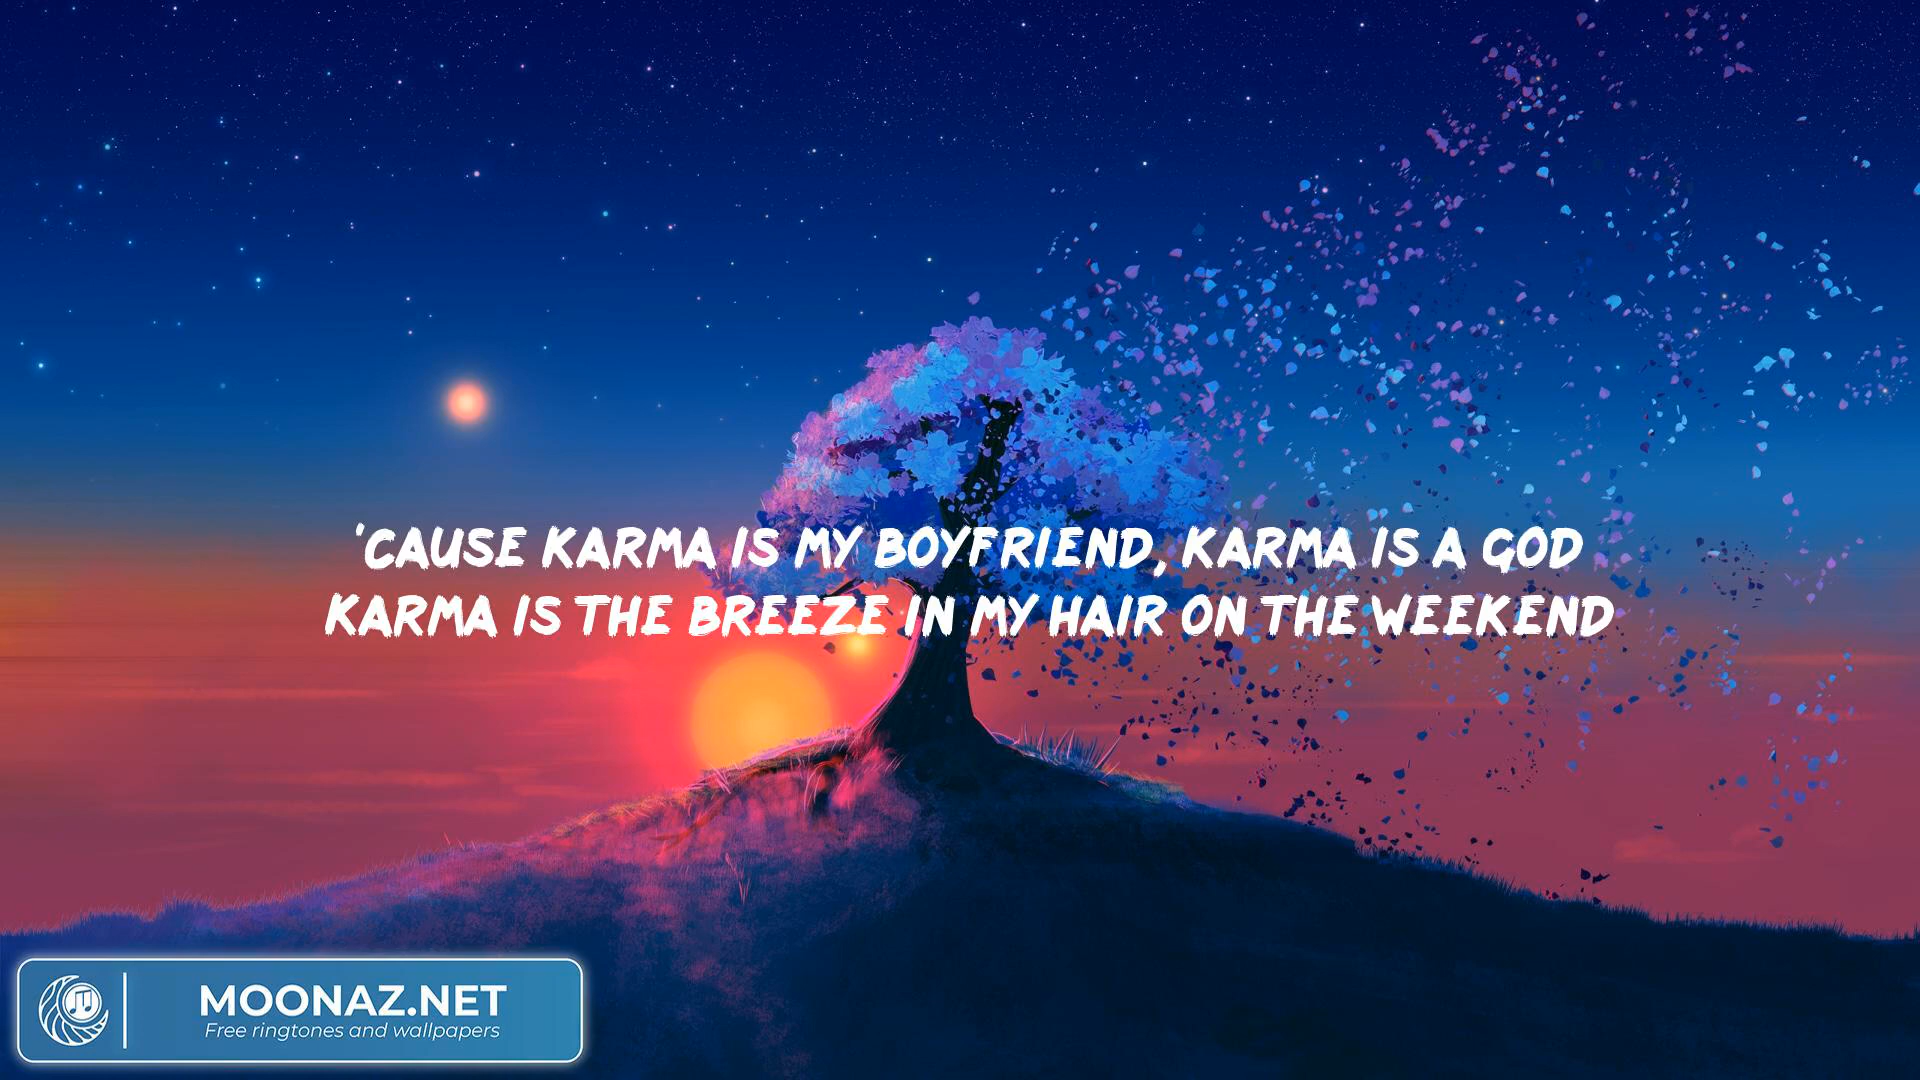 'CAUSE KARMA IS MY BOYFRIEND, KARMA IS A GOD
KARMA IS THE BREEZE IN MY HAIR ON THE WEEKEND
MOONAZ.NET
Free ringtones and wallpapers